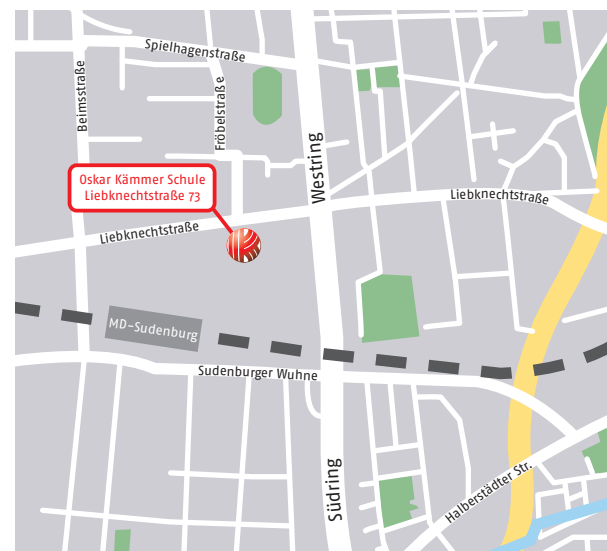 Spielhagenstraße
Beimsstraße
Fröbelstraße
Westring
Oskar Kämmer Schule
Liebknechtstraße 73
Liebknechtstraße
Liebknechtstraße
MD-Sudenburg
Sudenburger Wuhne
Südring
Halberstädter Str.